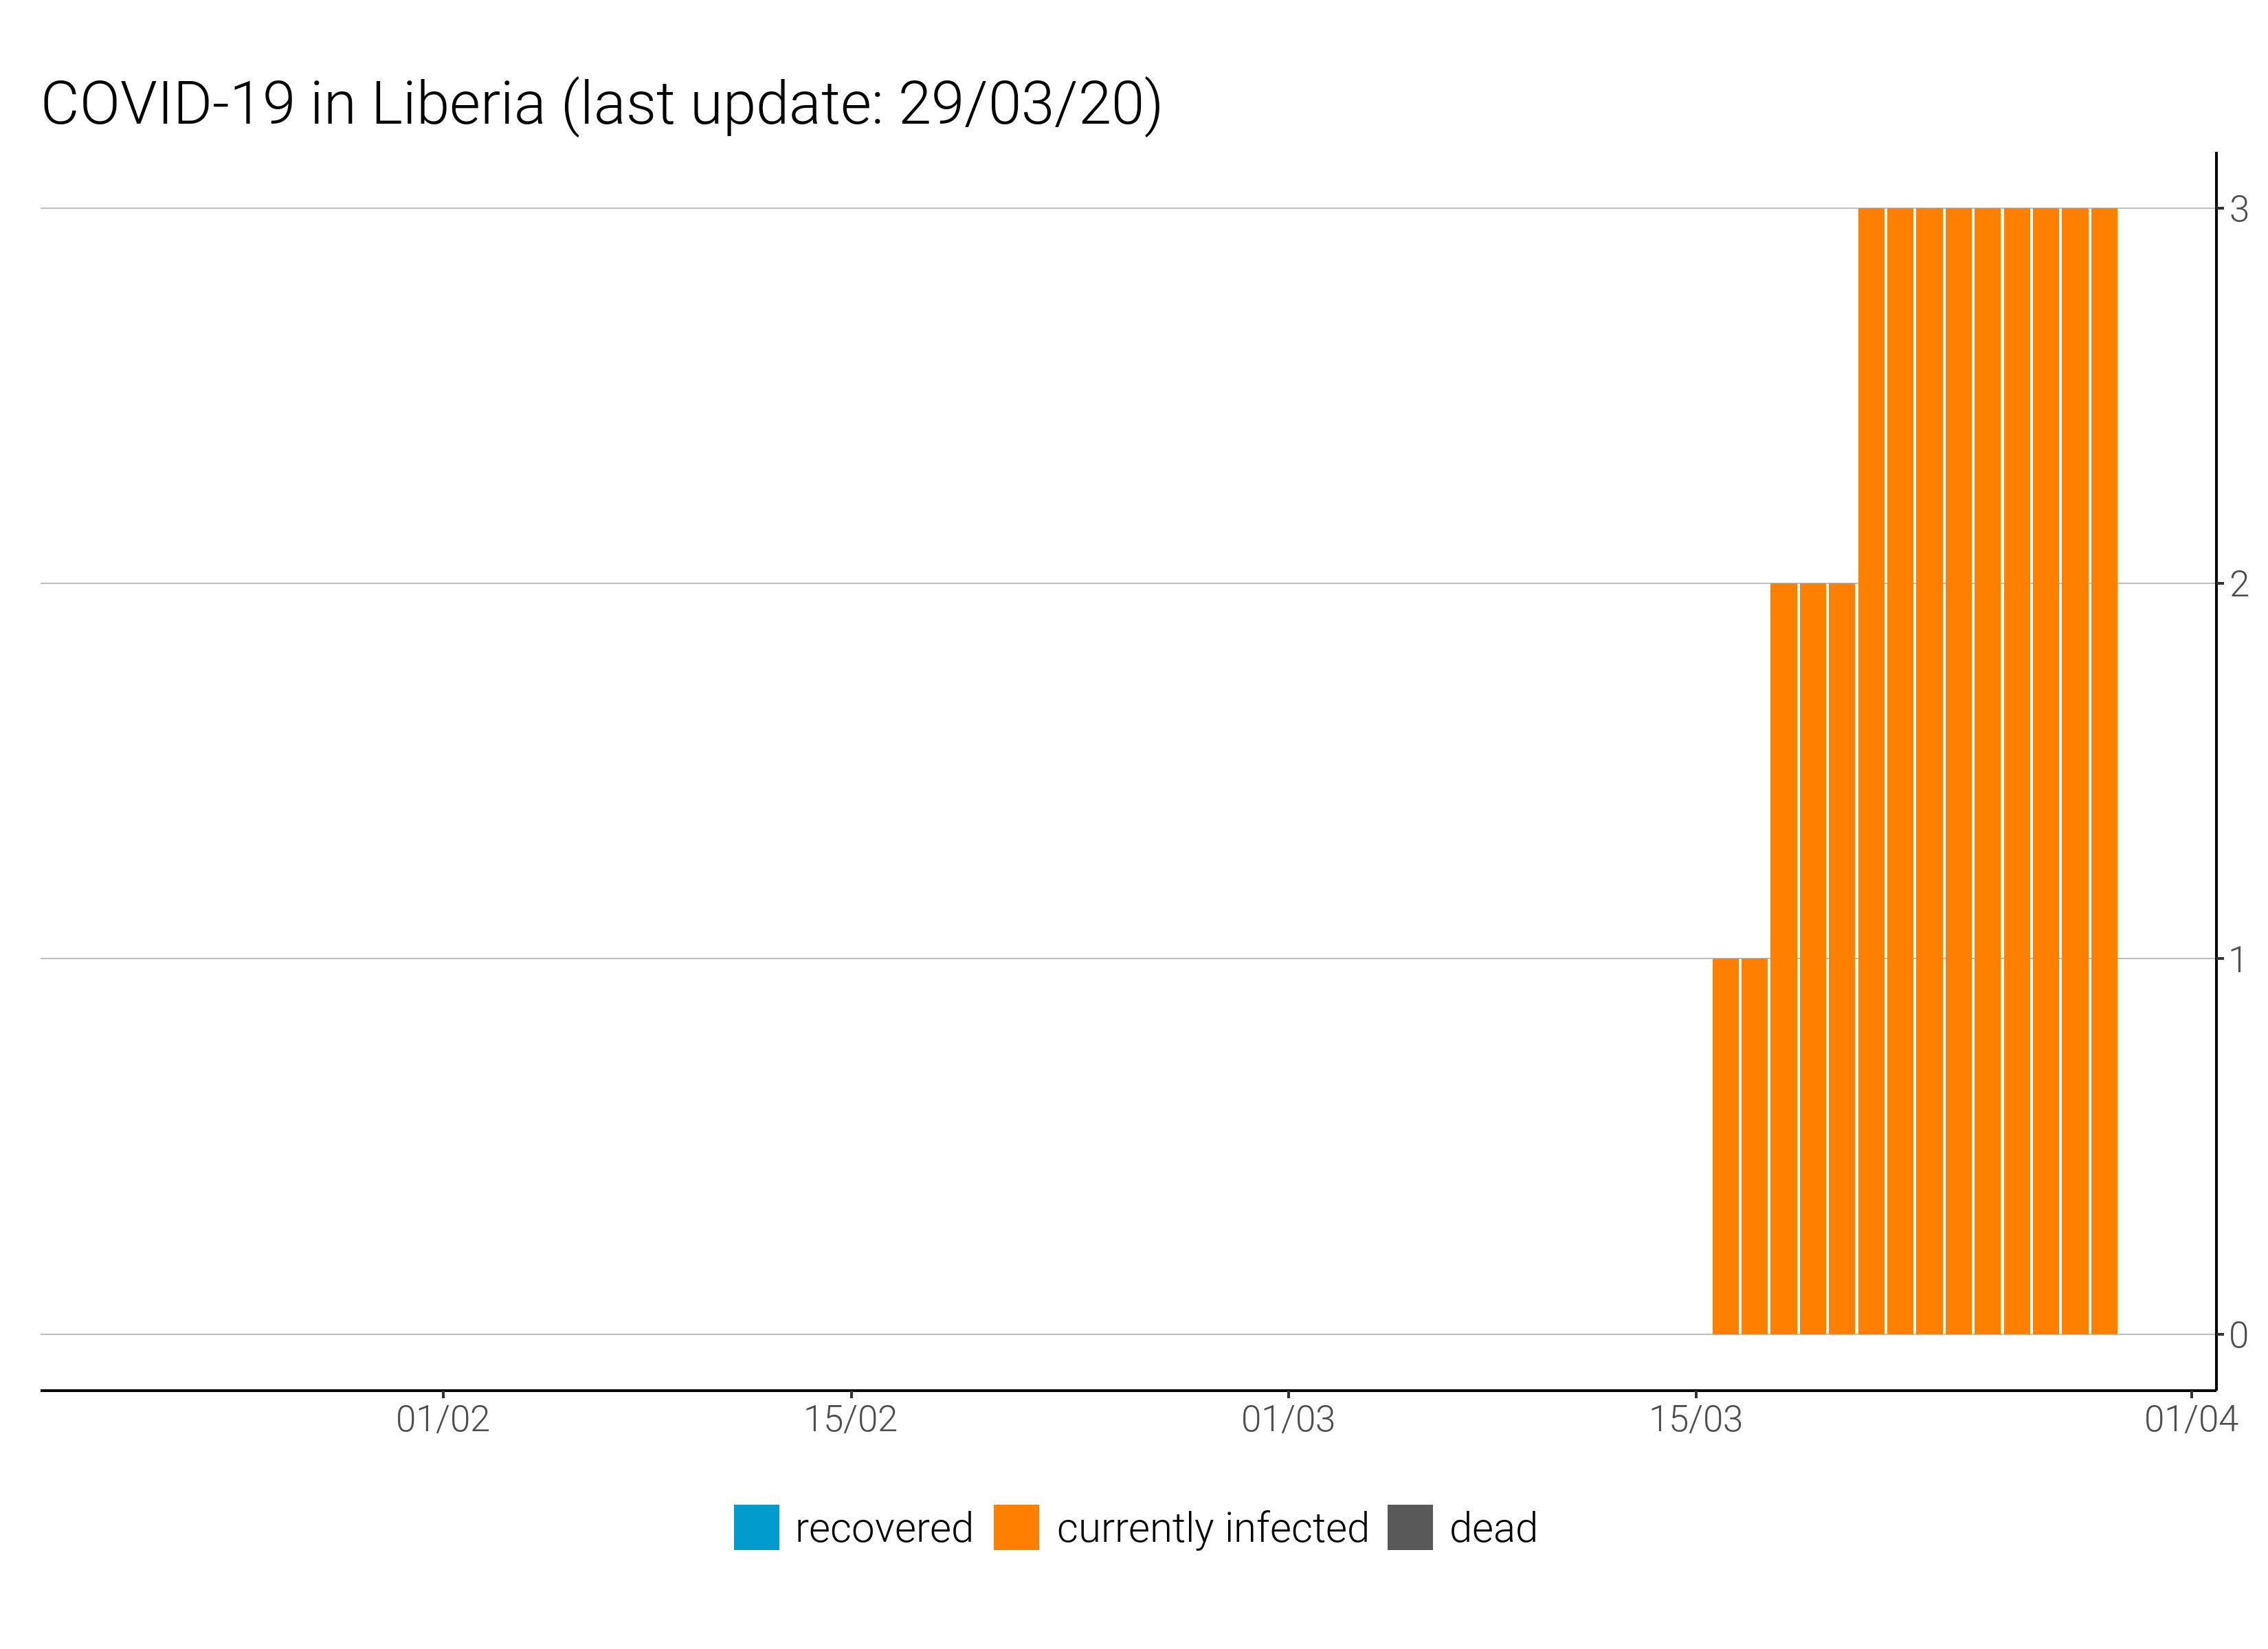 COVID-19 in Liberia (last update: 29/03/20)
3
2
1
0
01/02 15/02 01/03 15/03 01/04
recovered currently infected dead